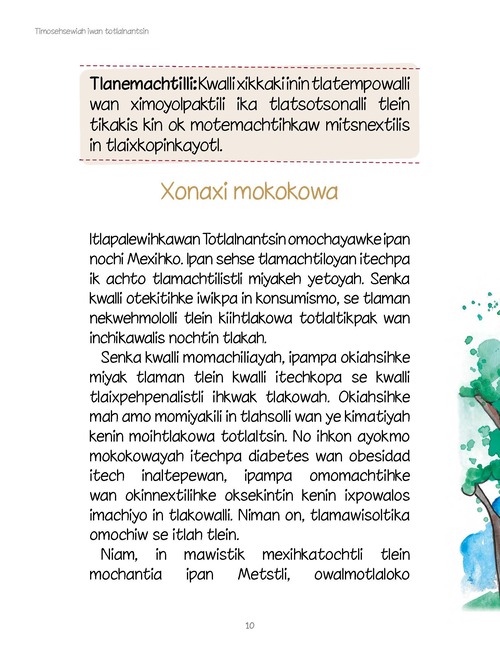 Timosehsewiah iwan totlalnantsin
Tlanemachtilli: Kwalli xikkaki inin tlatempowalli
wan ximoyolpaktili ika tlatsotsonalli tlein
tikakis kin ok motemachtihkaw mitsnextilis
in tlaixkopinkayotl.
Xonaxi mokokowa
Itlapalewihkawan Totlalnantsin omochayawke ipan
nochi Mexihko. Ipan sehse tlamachtiloyan itechpa
ik achto tlamachtilistli miyakeh yetoyah. Senka
kwalli otekitihke iwikpa in konsumismo, se tlaman
nekwehmololli tlein kiihtlakowa totlaltikpak wan
inchikawalis nochtin tlakah.
Senka kwalli momachiliayah, ipampa okiahsihke
miyak tlaman tlein kwalli itechkopa se kwalli
tlaixpehpenalistli ihkwak tlakowah. Okiahsihke
mah amo momiyakili in tlahsolli wan ye kimatiyah
kenin moihtlakowa totlaltsin. No ihkon ayokmo
mokokowayah itechpa diabetes wan obesidad
itech inaltepewan, ipampa omomachtihke
wan okinnextilihke oksekintin kenin ixpowalos
imachiyo in tlakowalli. Niman on, tlamawisoltika
omochiw se itlah tlein.
Niam, in mawistik mexihkatochtli tlein
mochantia ipan Metstli, owalmotlaloko
10